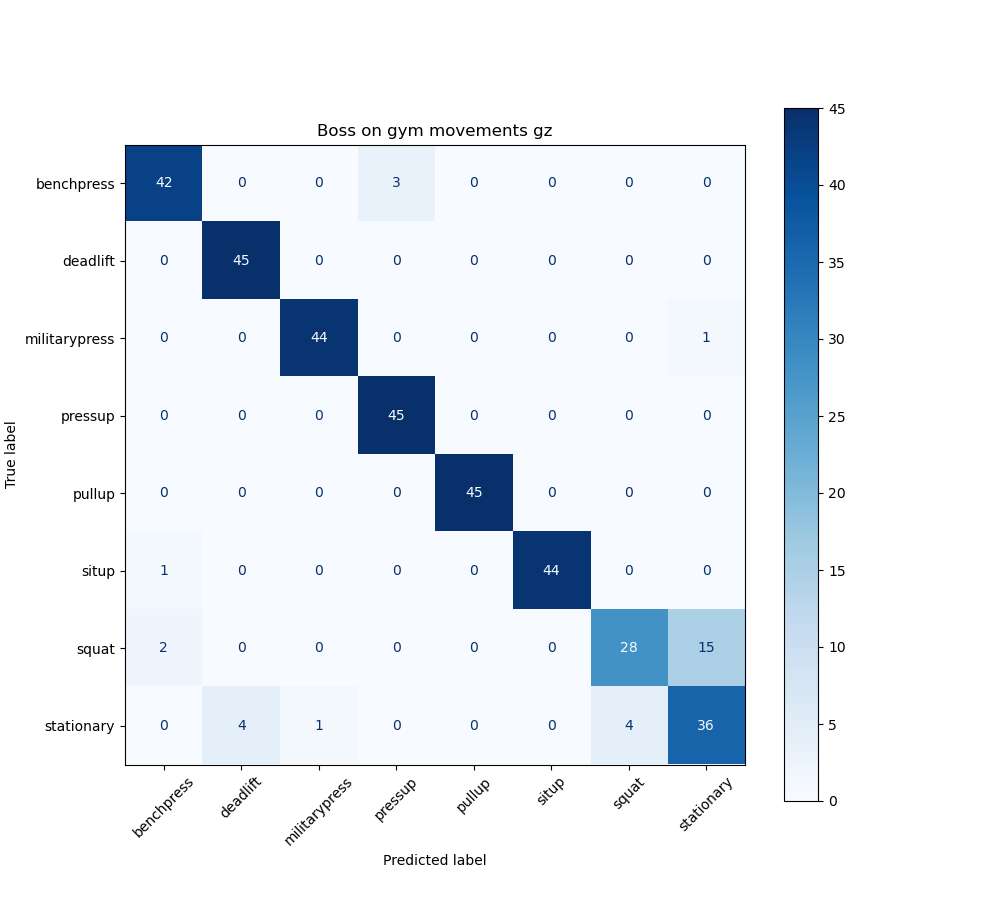 Boss on gym movements gz
45
benchpress 42 0 0 3 0 0 0 0
40
deadlift 0 45 0 0 0 0 0 0
35
militarypress 0 0 44 0 0 0 0 1
30
pressup 0 0 0 45 0 0 0 0
25
True label
pullup 0 0 0 0 45 0 0 0
20
situp 1 0 0 0 0 44 0 0
15
squat 2 0 0 0 0 0 28 15
10
stationary 0 4 1 0 0 0 4 36
5
0
benchpress deadlift militarypress pressup pullup situp squat stationary
Predicted label